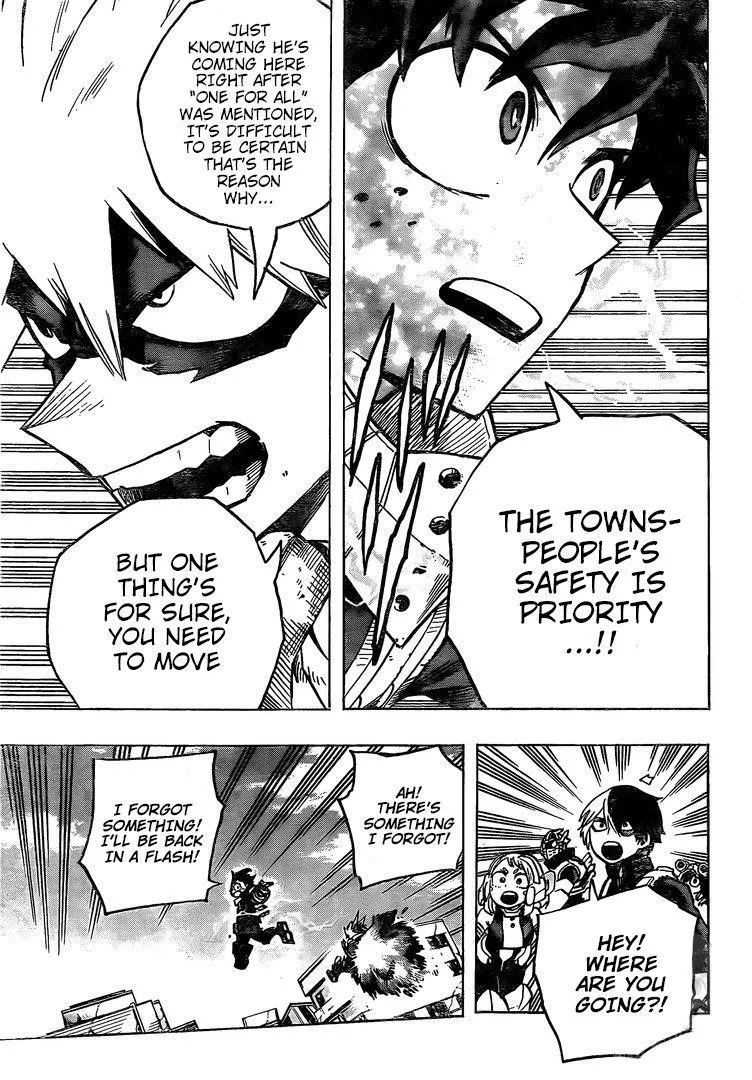 THE TOWNS-
PEOPLE'S
SAFETY IS
PRIORITY
...!!
JUST
KNOWING HE'S
COMING HERE
RIGHT AFTER
"ONE FOR ALL"
WAS MENTIONED,
IT'S DIFFICULT
TO BE CERTAIN
THAT'S THE
REASON
WHY...
BUT ONE
THING'S
FOR SURE,
YOU NEED
TO MOVE
HEY!
WHERE
ARE YOU
GOING?!
AH!
THERE'S
SOMETHING
I FORGOT!
I FORGOT
SOMETHING!
I'LL BE BACK
IN A FLASH!